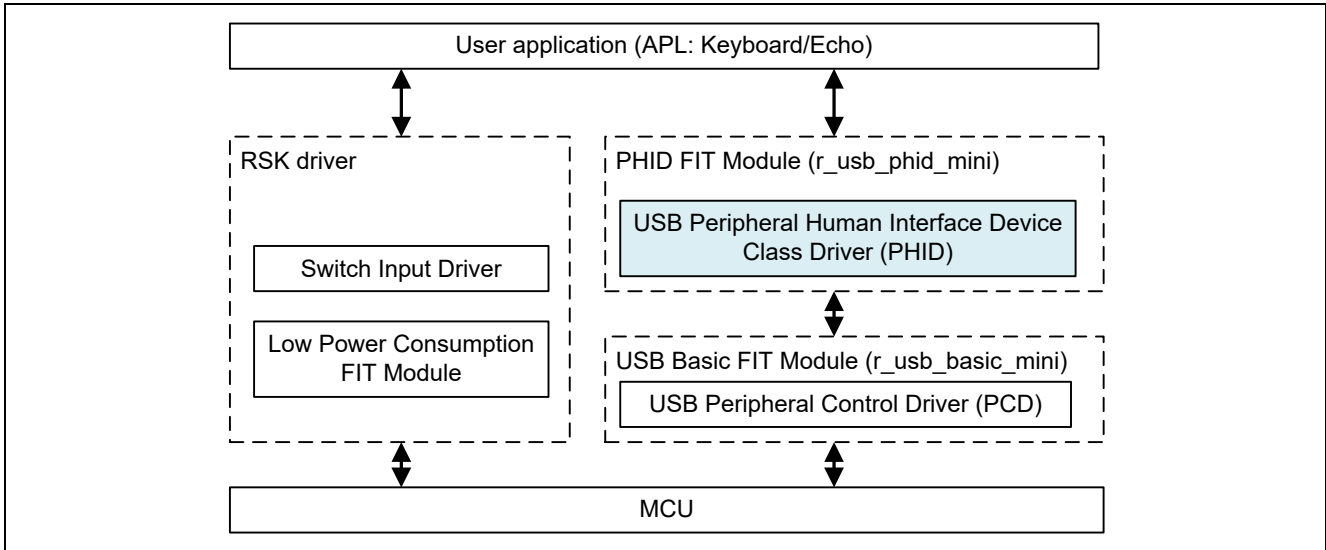 User application (APL: Keyboard/Echo)
RSK driver
Switch Input Driver
Low Power Consumption
FIT Module
PHID FIT Module (r_usb_phid_mini)
USB Peripheral Human Interface Device
Class Driver (PHID)
USB Basic FIT Module (r_usb_basic_mini)
USB Peripheral Control Driver (PCD)
MCU